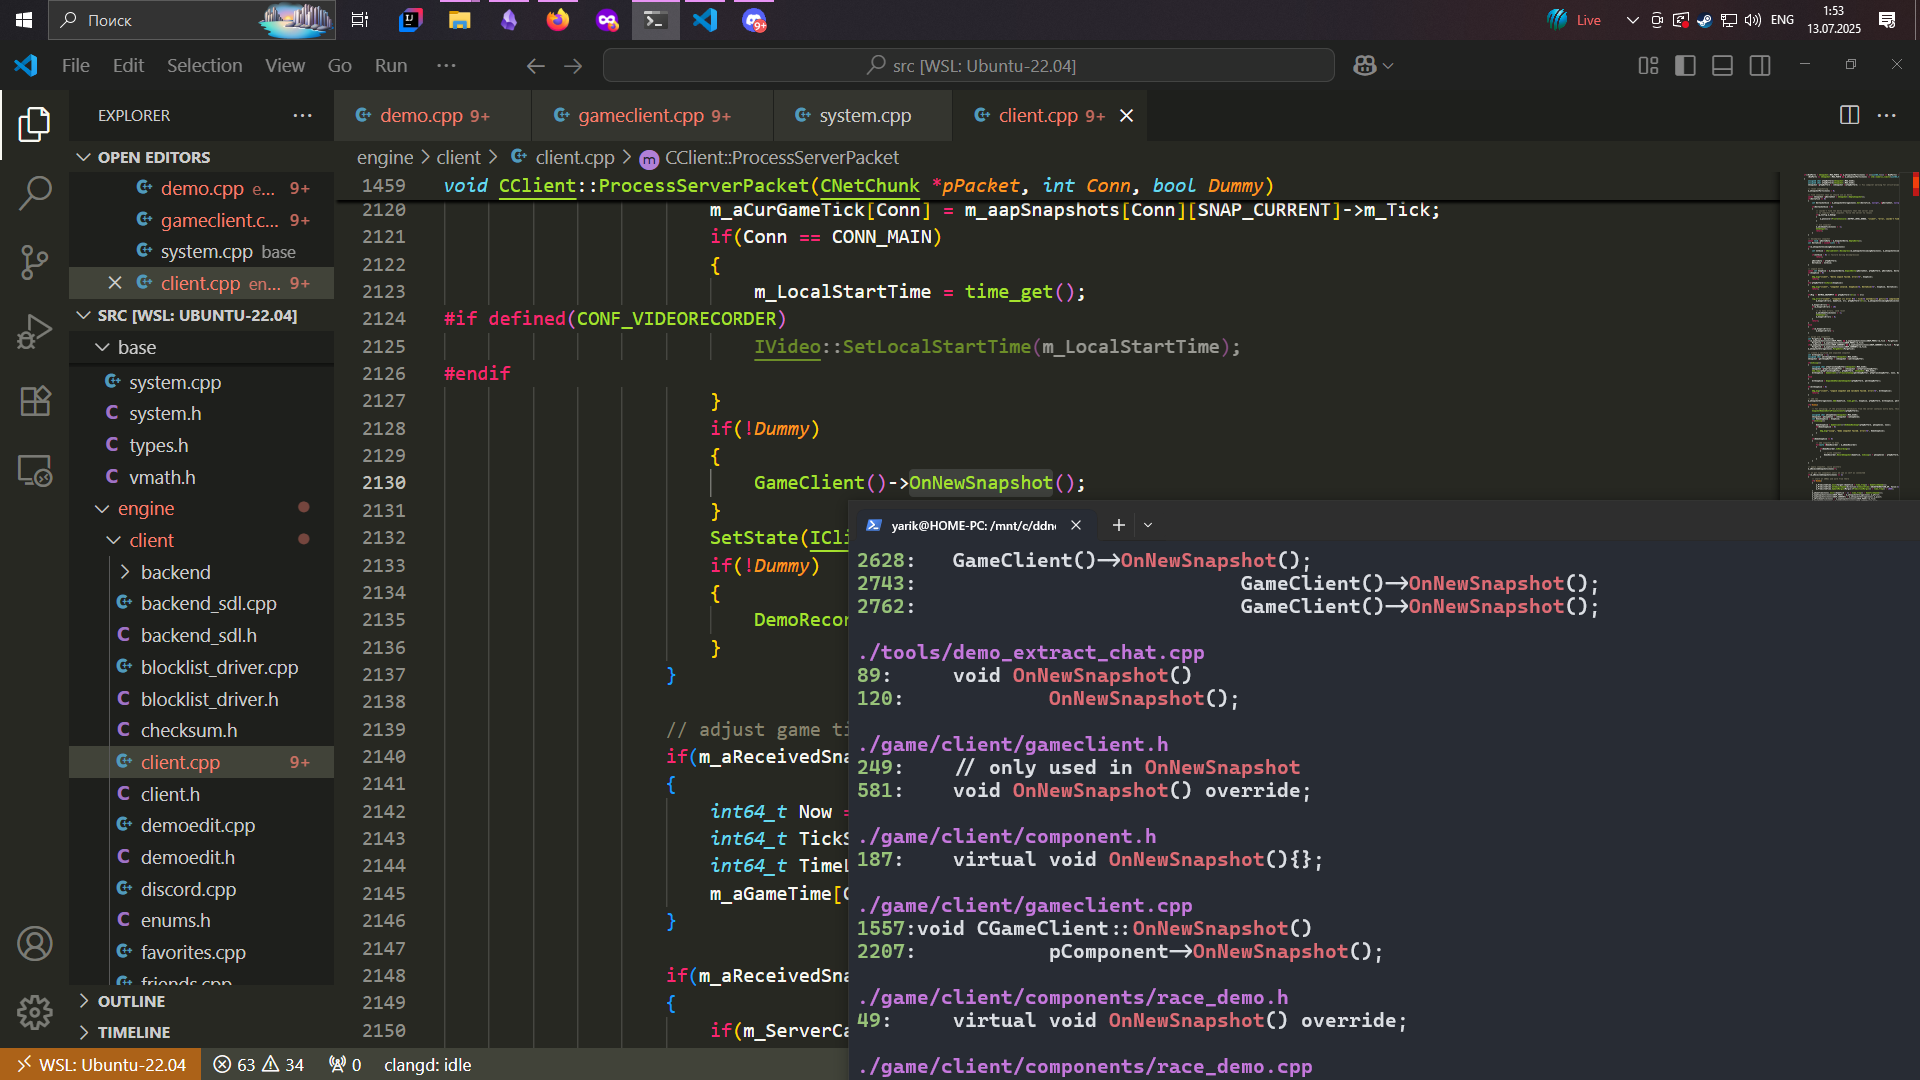 Поиск
9+
Live
ENG
1:53
13.07.2025
File Edit Selection View Go Run ···
src [WSL: Ubuntu-22.04]
EXPLORER
demo.cpp 9+
gameclient.cpp 9+
system.cpp
client.cpp 9+
OPEN EDITORS
demo.cpp e... 9+
gameclient.c... 9+
system.cpp base
client.cpp en... 9+
SRC [WSL: UBUNTU-22.04]
base
system.cpp
system.h
types.h
vmath.h
engine
client
backend
backend_sdl.cpp
backend_sdl.h
blocklist_driver.cpp
blocklist_driver.h
checksum.h
client.cpp 9+
client.h
demoedit.cpp
demoedit.h
discord.cpp
enums.h
favorites.cpp
friends.cpp
OUTLINE
TIMELINE
engine > client > client.cpp > CClient::ProcessServerPacket
1459 void CClient::ProcessServerPacket(CNetChunk *pPacket, int Conn, bool Dummy)
2120 m_aCurGameTick[Conn] = m_aapSnapshots[Conn][SNAP_CURRENT]->m_Tick;
2121 if(Conn == CONN_MAIN)
2122 {
2123 m_LocalStartTime = time_get();
2124 #if defined(CONF_VIDEORECORDER)
2125 IVideo::SetLocalStartTime(m_LocalStartTime);
2126 #endif
2127 }
2128 if(!Dummy)
2129 {
2130 GameClient()->OnNewSnapshot();
2131 }
2132 SetState(ICli
2133 if(!Dummy)
2134 {
2135 DemoRecor
2136 }
2137 }
2138
2139 // adjust game ti
2140 if(m_aReceivedSna
2141 {
2142 int64_t Now =
2143 int64_t TickS
2144 int64_t TimeL
2145 m_aGameTime[C
2146 }
2147
2148 if(m_aReceivedSna
2149 {
2150 if(m_ServerCa
yarik@HOME-PC: /mnt/c/ddn
2628: GameClient()->OnNewSnapshot();
2743: GameClient()->OnNewSnapshot();
2762: GameClient()->OnNewSnapshot();
./tools/demo_extract_chat.cpp
89: void OnNewSnapshot()
120: OnNewSnapshot();
./game/client/gameclient.h
249: // only used in OnNewSnapshot
581: void OnNewSnapshot() override;
./game/client/component.h
187: virtual void OnNewSnapshot(){};
./game/client/gameclient.cpp
1557:void CGameClient::OnNewSnapshot()
2207: pComponent->OnNewSnapshot();
./game/client/components/race_demo.h
49: virtual void OnNewSnapshot() override;
./game/client/components/race_demo.cpp
WSL: Ubuntu-22.04 63 34 0 clangd: idle